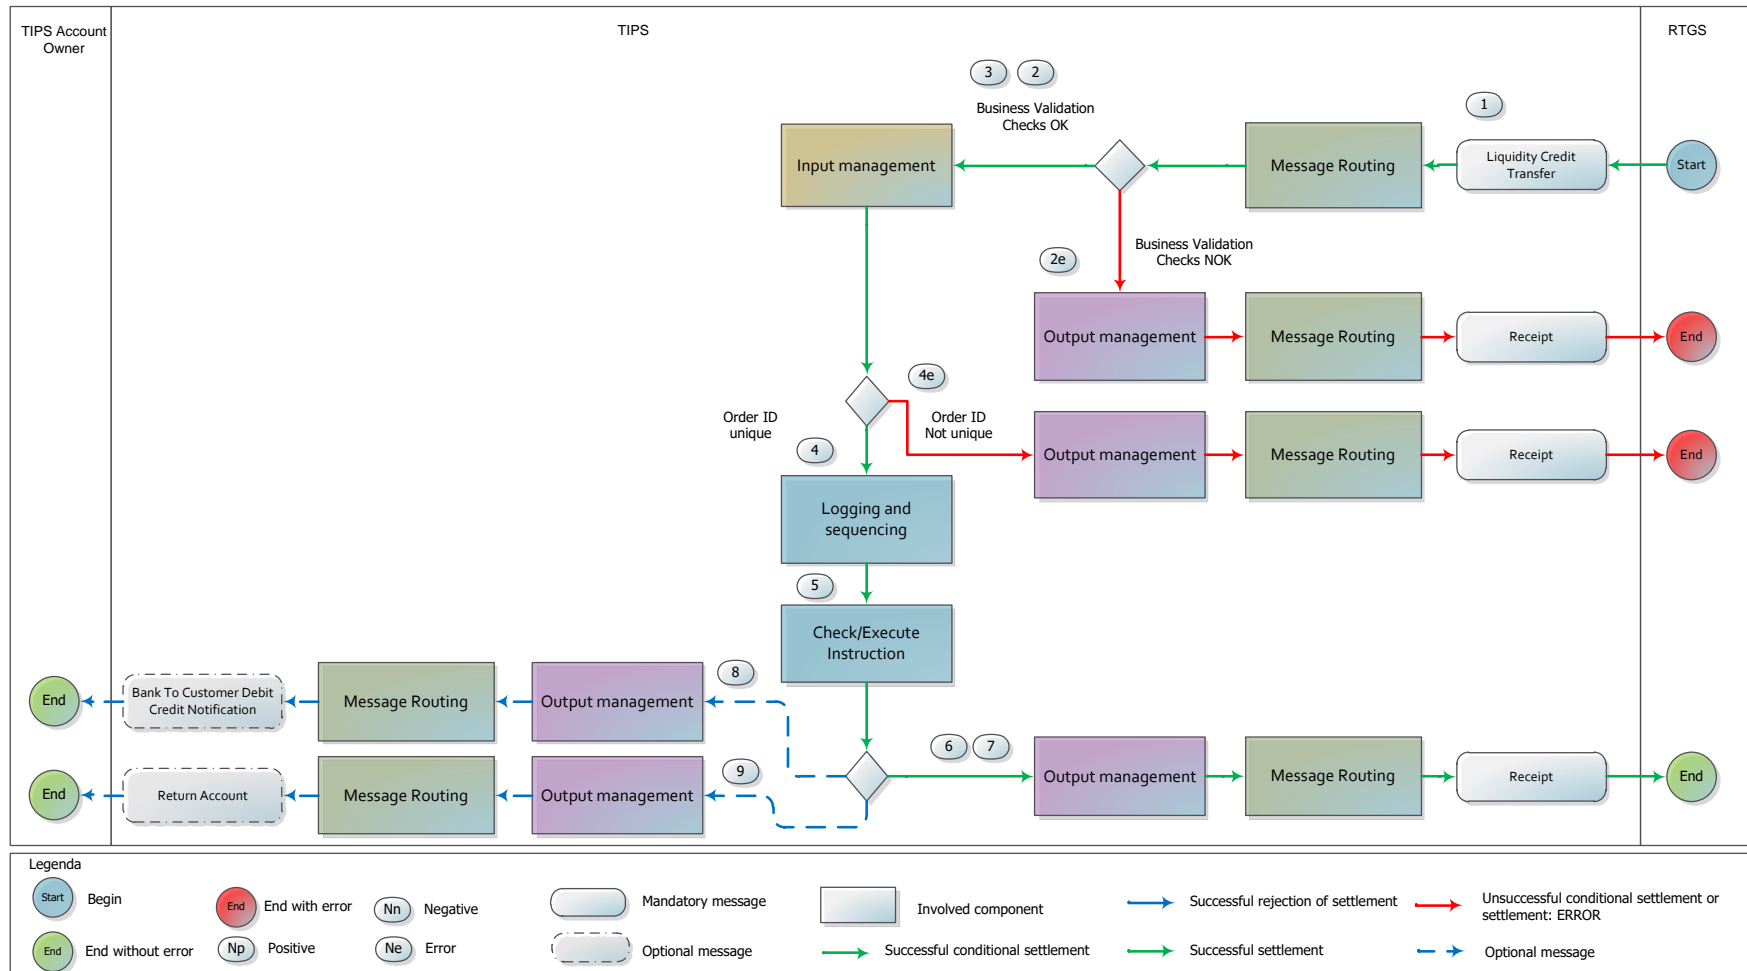 TIPS Account
Owner
TIPS
RTGS
3
2
1
Business Validation
Checks OK
Input management
Message Routing
Liquidity Credit
Transfer
Start
Business Validation
Checks NOK
2e
Output management
Message Routing
Receipt
End
4e
Order ID
unique
Order ID
Not unique
4
Output management
Message Routing
Receipt
End
Logging and
sequencing
5
Check/Execute
Instruction
End
Bank To Customer Debit
Credit Notification
Message Routing
Output management
8
6
7
Output management
Message Routing
Receipt
End
End
Return Account
Message Routing
Output management
9
Legenda
Start
Begin
End
End with error
Nn
Negative
Mandatory message
Involved component
Successful rejection of settlement
Unsuccessful conditional settlement or
settlement: ERROR
End
End without error
Np
Positive
Ne
Error
Optional message
Successful conditional settlement
Successful settlement
Optional message